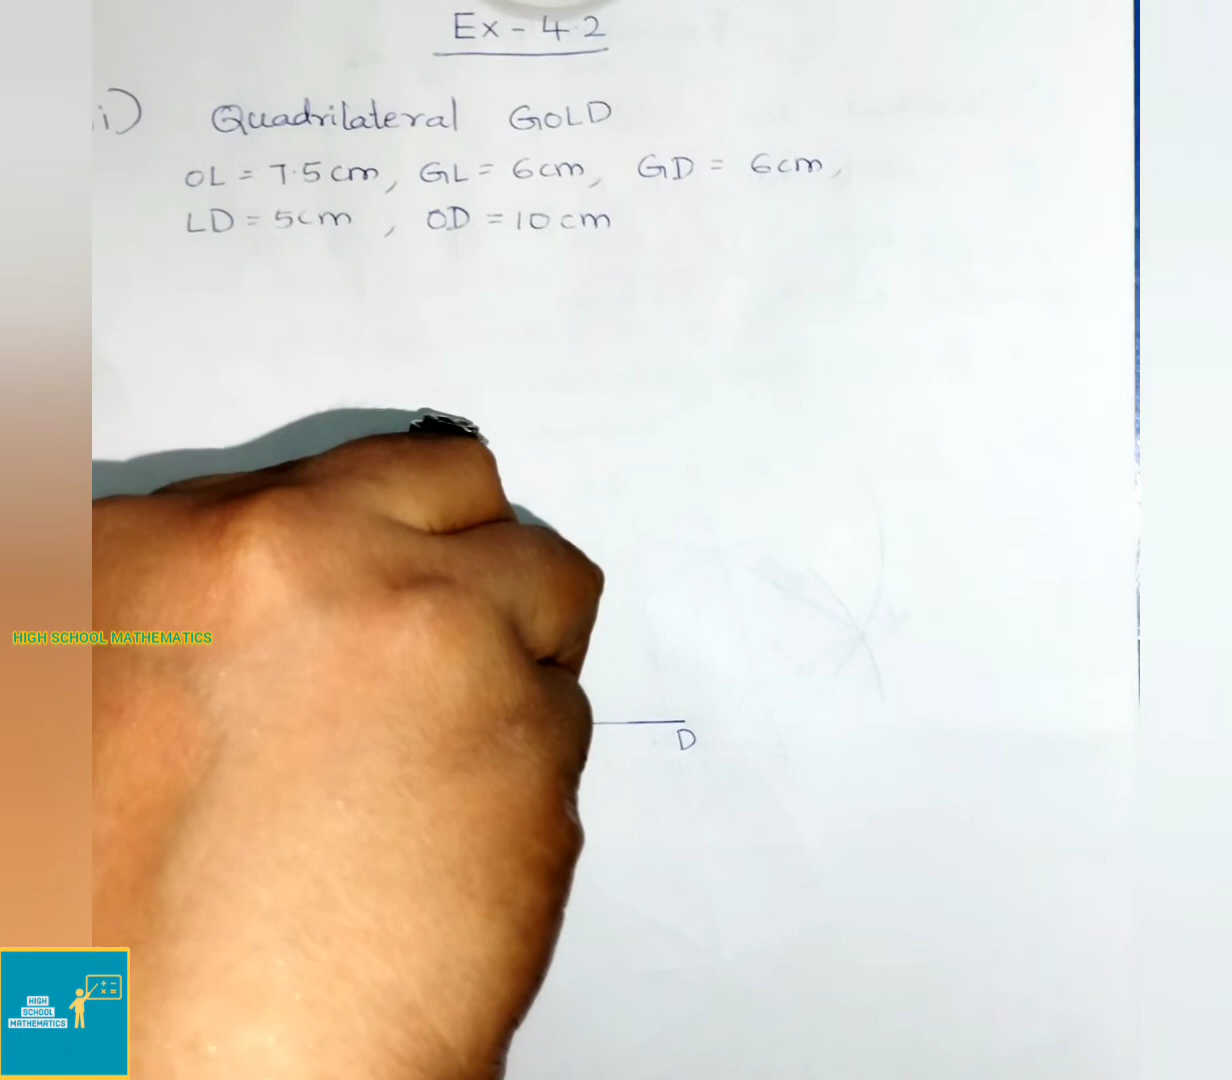 Ex - 4.2
i) Quadrilateral GOLD
OL = 7.5 cm, GL = 6 cm, GD = 6 cm,
LD = 5 cm, OD = 10 cm
HIGH SCHOOL MATHEMATICS
D
HIGH
SCHOOL
MATHEMATICS